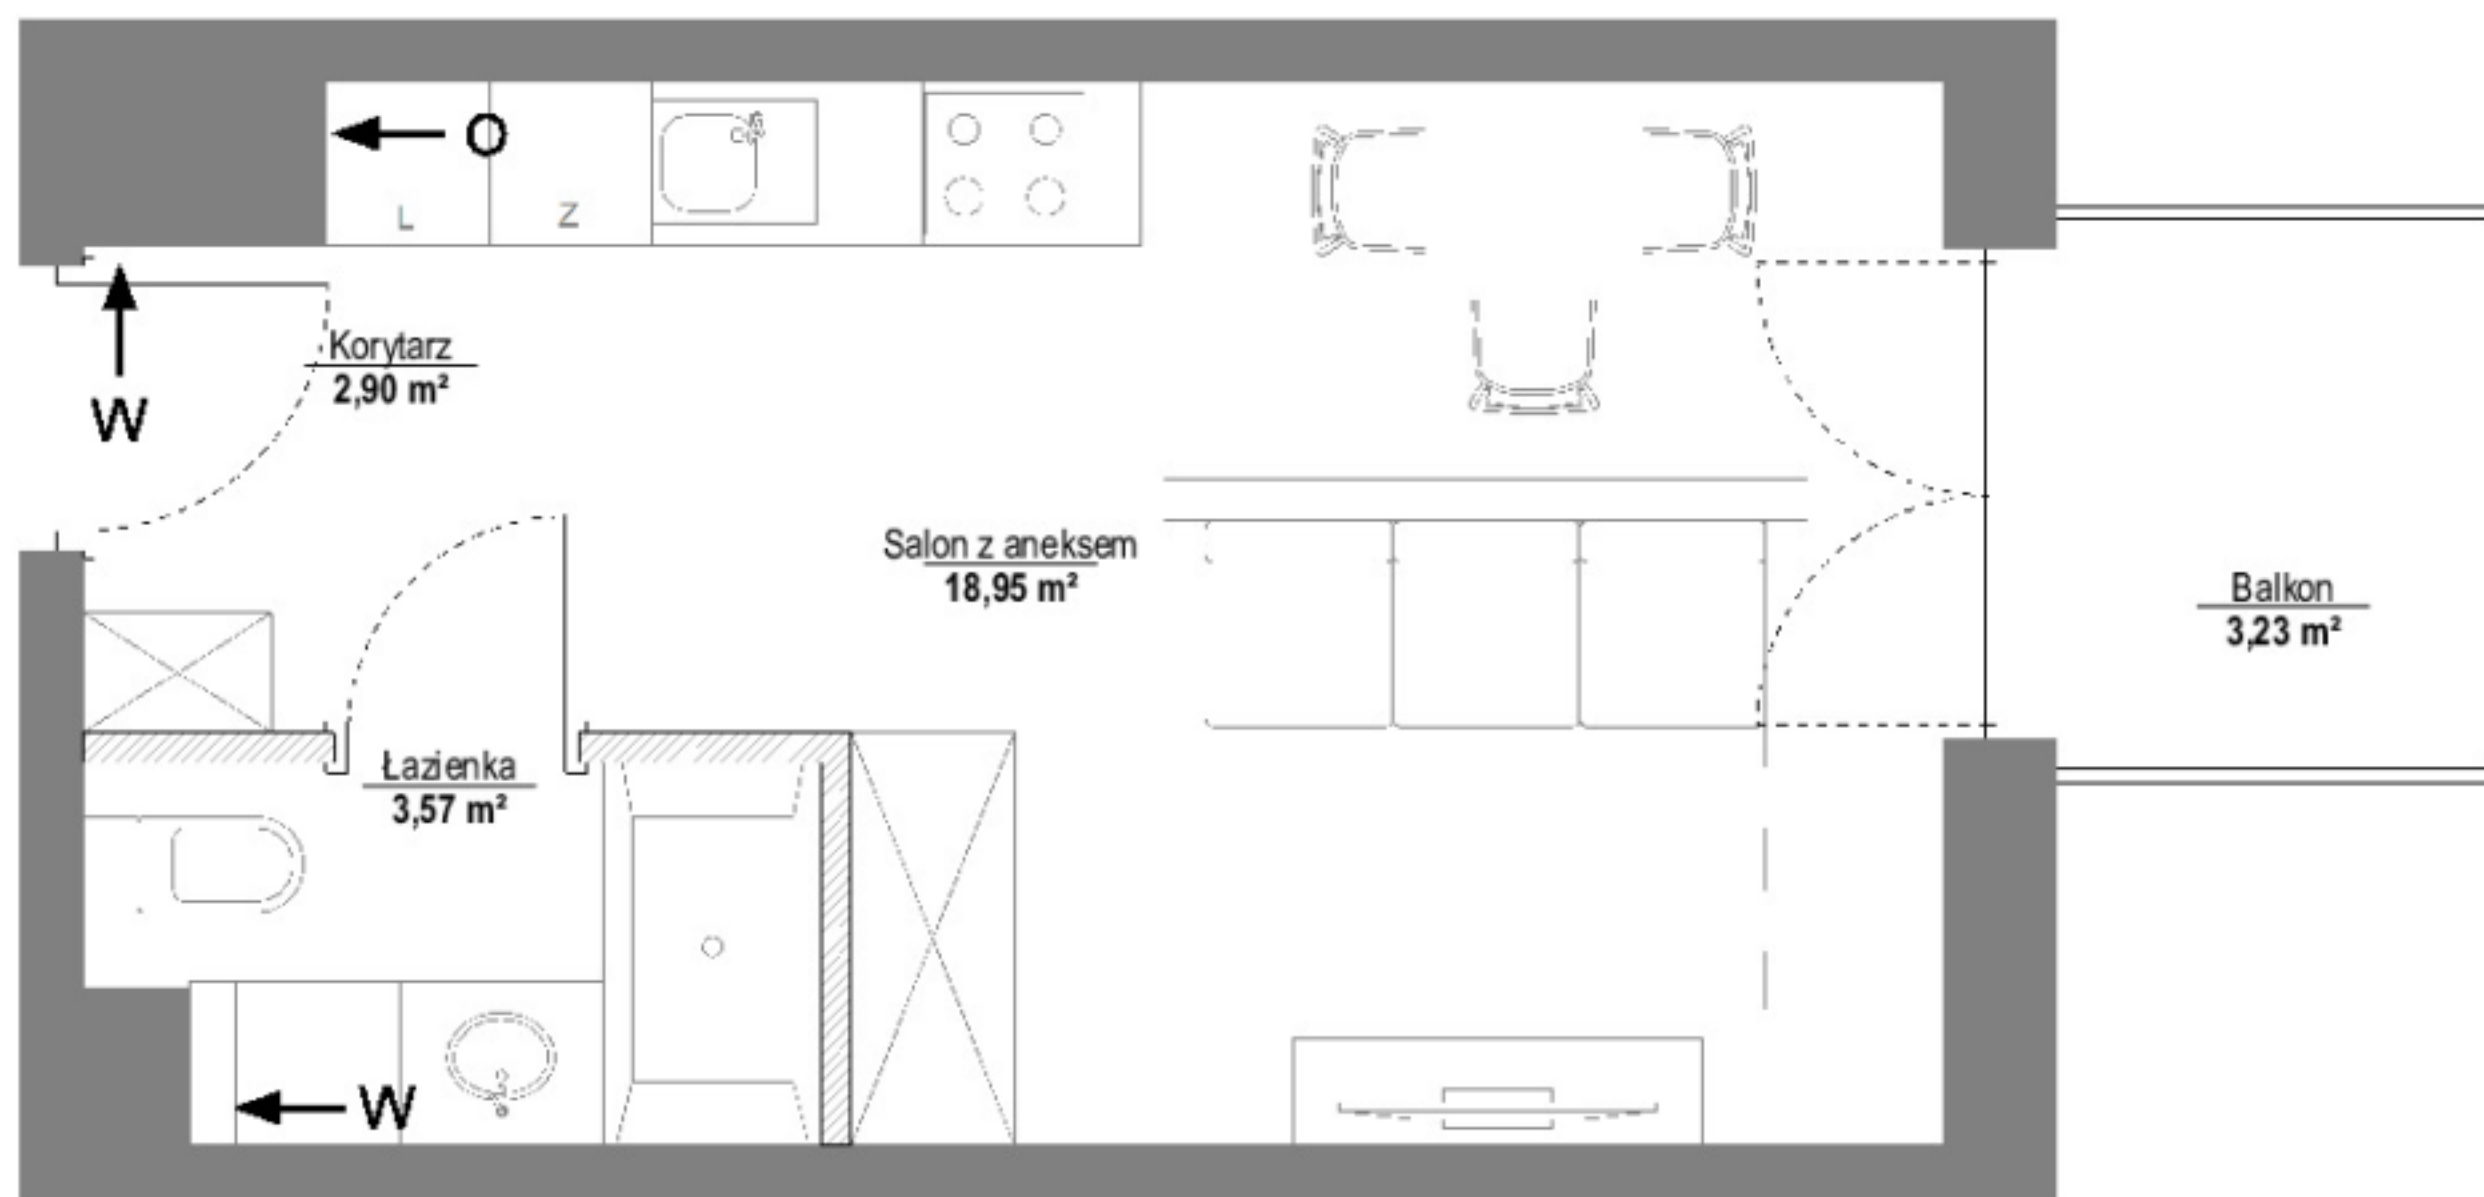 O
L
Z
W
Korytarz
2,90 m²
Salon z aneksem
18,95 m²
Balkon
3,23 m²
Łazienka
3,57 m²
W